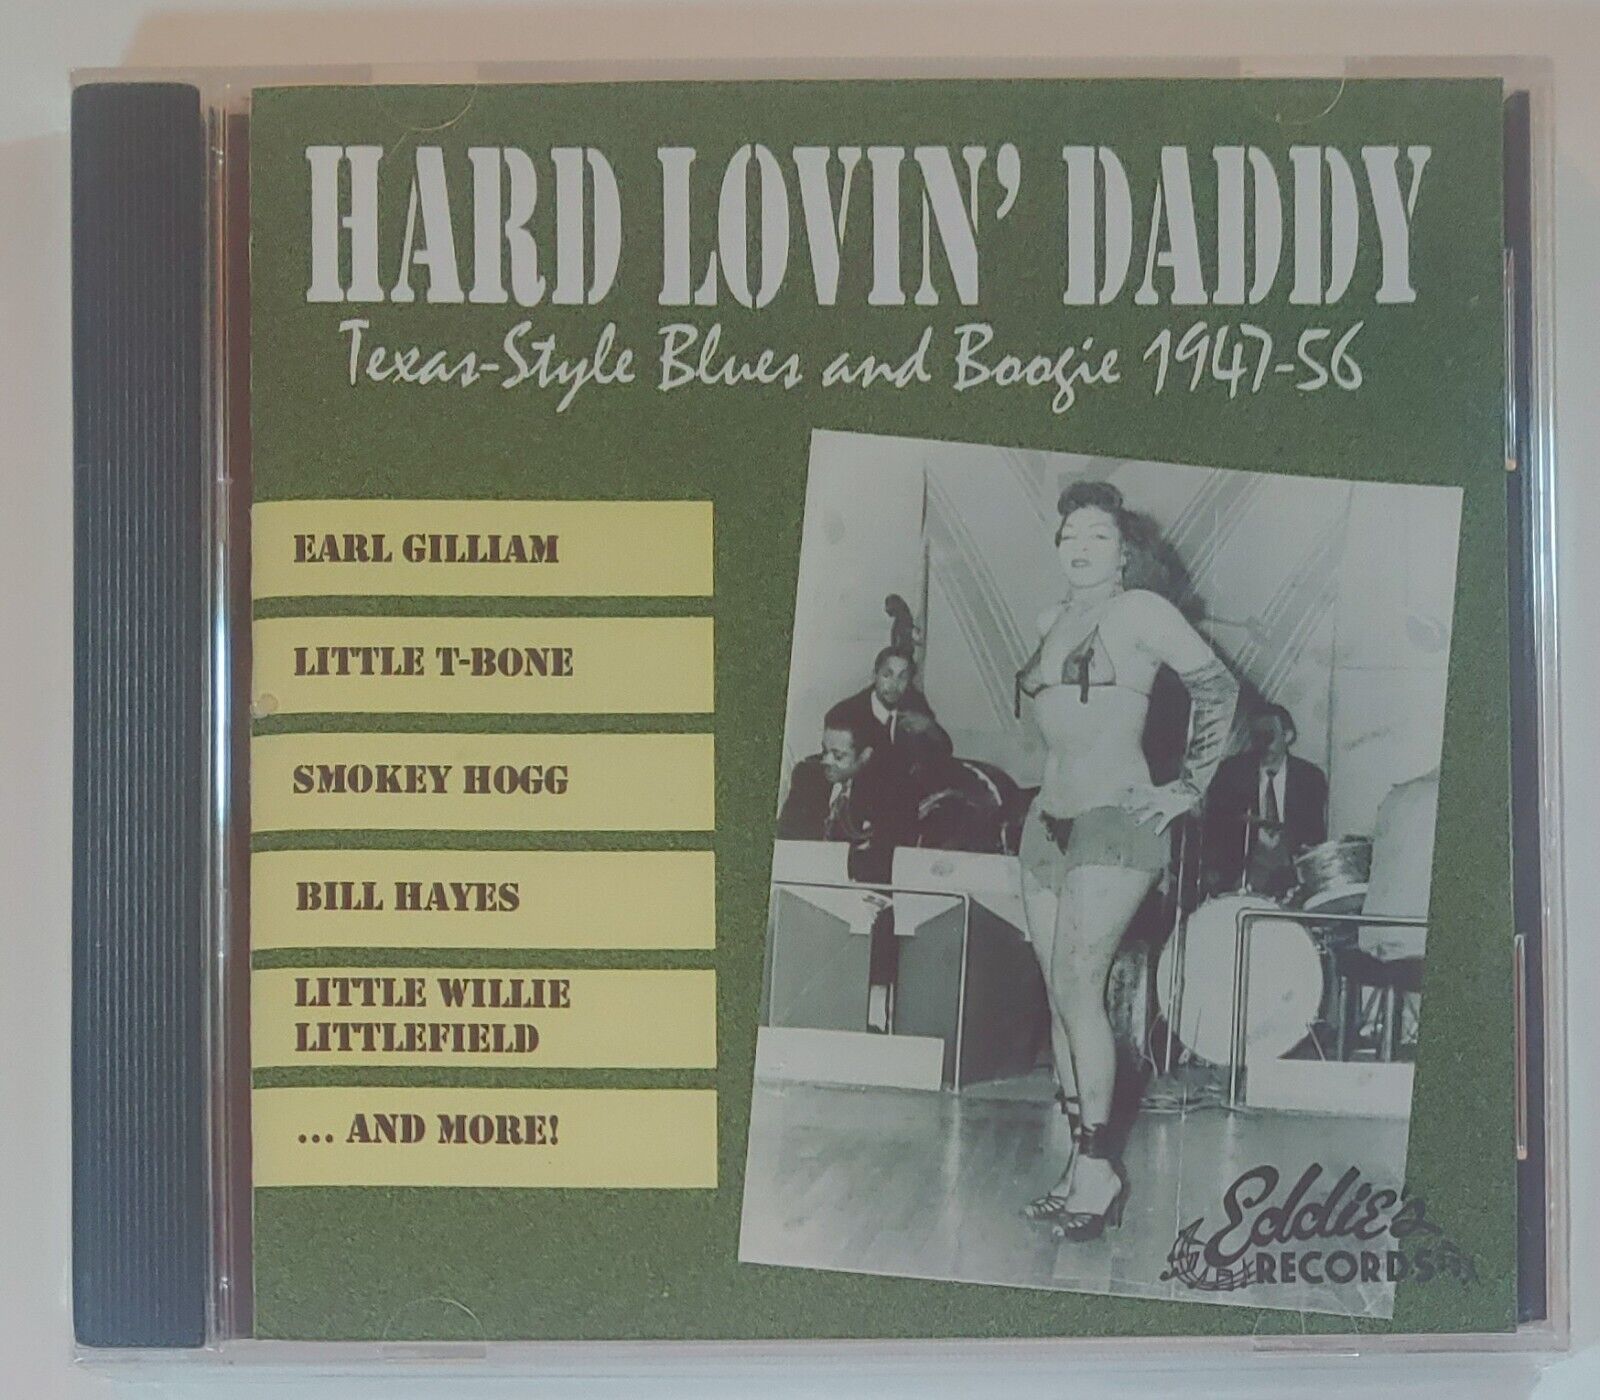 HARD LOVIN' DADDY
Texas-Style Blues and Boogie 1947-56
EARL GILLIAM
LITTLE T-BONE
SMOKEY HOGG
BILL HAYES
LITTLE WILLIE
LITTLEFIELD
... AND MORE!
Eddie's
RECORDS